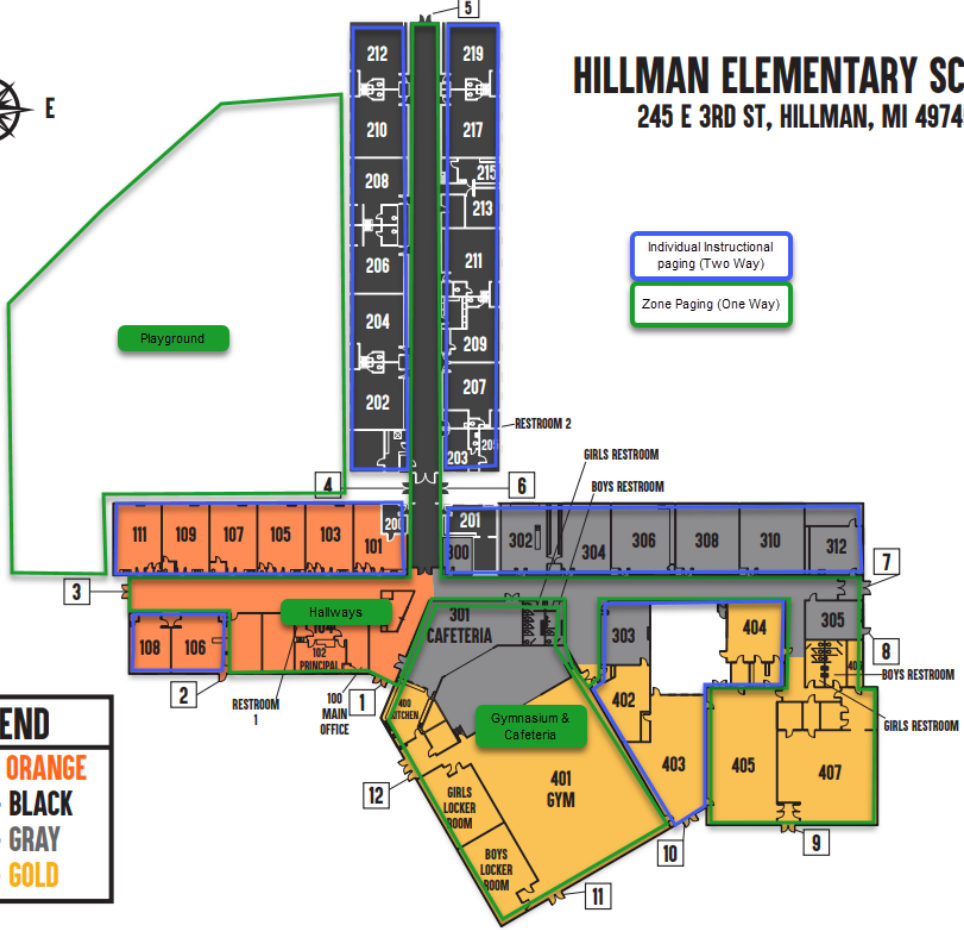 5
HILLMAN ELEMENTARY SC
245 E 3RD ST, HILLMAN, MI 4974
E
212
219
210
217
208
215
213
206
211
204
209
202
207
203
Individual Instructional
paging (Two Way)
Zone Paging (One Way)
Playground
RESTROOM 2
GIRLS RESTROOM
BOYS RESTROOM
4
6
111
109
107
105
103
101
200
201
300
302
304
306
308
310
312
7
3
Hallways
108
106
104
102
PRINCIPAL
301
CAFETERIA
303
404
305
8
BOYS RESTROOM
GIRLS RESTROOM
2
RESTROOM
1
100
MAIN
OFFICE
1
400
KITCHEN
Gymnasium &
Cafeteria
402
403
405
407
401
GYM
12
GIRLS
LOCKER
ROOM
BOYS
LOCKER
ROOM
10
9
11
END
ORANGE
BLACK
GRAY
GOLD